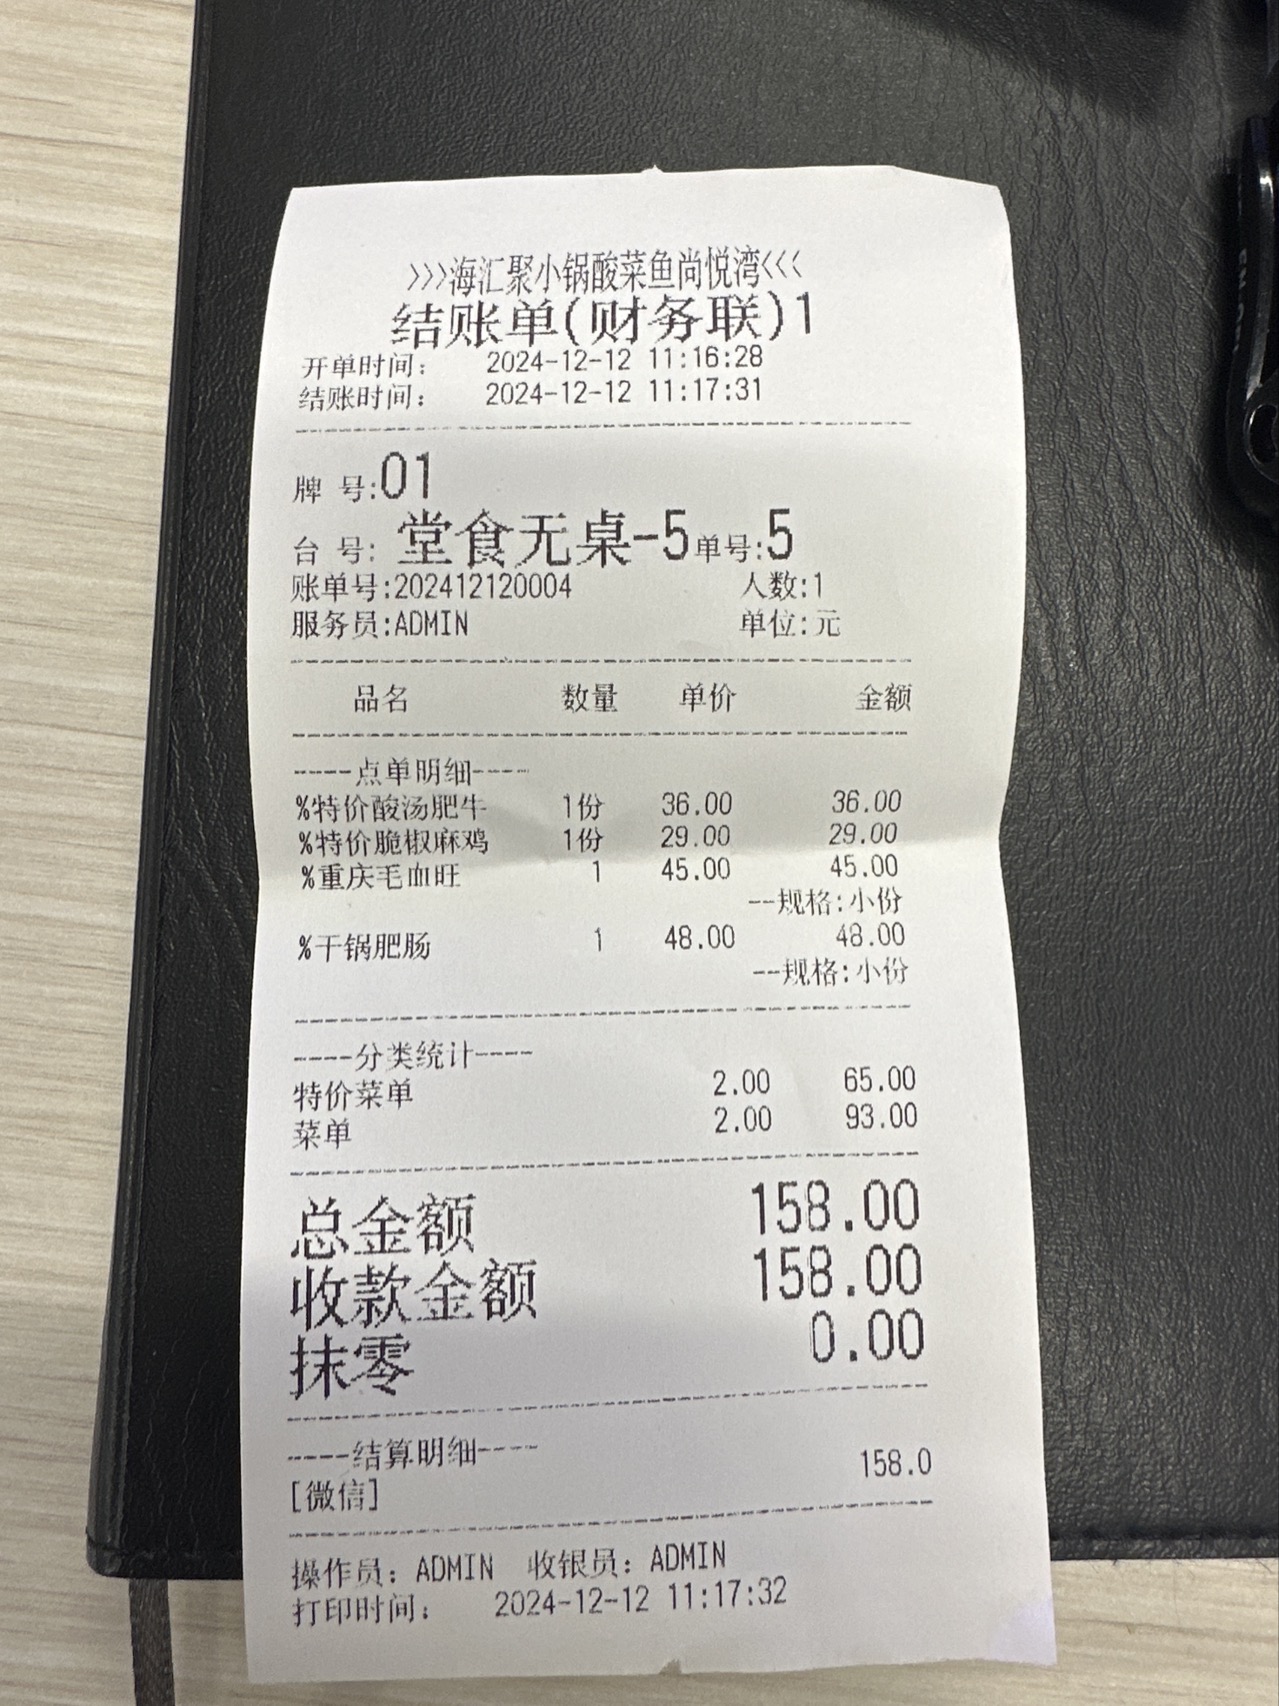 >>>海汇聚小锅酸菜鱼尚悦湾<<<
结账单(财务联)1
开单时间: 2024-12-12 11:16:28
结账时间: 2024-12-12 11:17:31
牌 号:01
台 号: 堂食无桌-5单号:5
账单号:202412120004 人数:1
服务员:ADMIN 单位:元
品名 数量 单价 金额
----点单明细----
%特价酸汤肥牛 1份 36.00 36.00
%特价脆椒麻鸡 1份 29.00 29.00
%重庆毛血旺 1 45.00 45.00
--规格:小份
%干锅肥肠 1 48.00 48.00
--规格:小份
----分类统计----
特价菜单 2.00 65.00
菜单 2.00 93.00
总金额 158.00
收款金额 158.00
抹零 0.00
----结算明细----
[微信] 158.0
操作员: ADMIN 收银员: ADMIN
打印时间: 2024-12-12 11:17:32